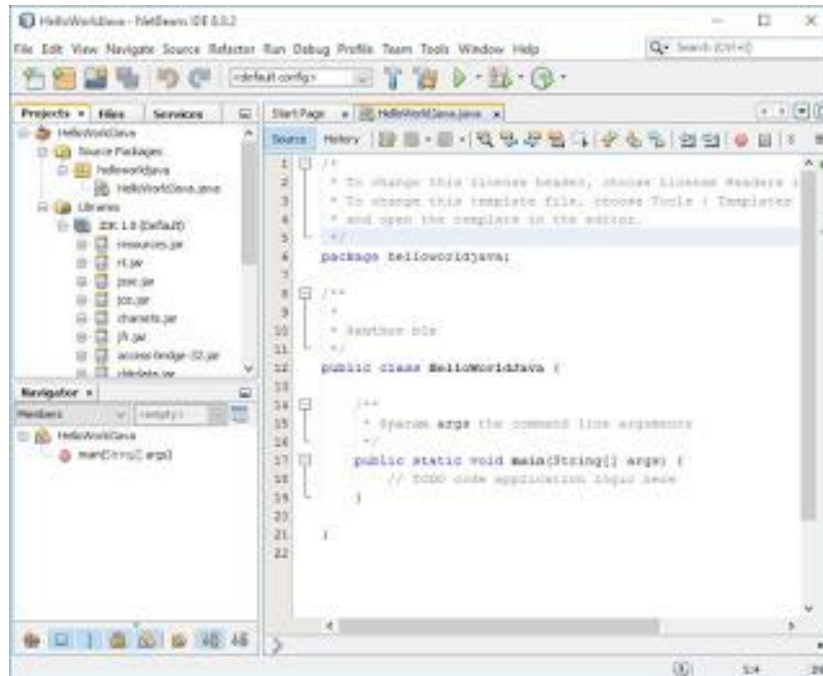 HelloWorldJava - NetBeans IDE 8.0.2
File Edit View Navigate Source Refactor Run Debug Profile Team Tools Window Help
Search (Ctrl+I)
<default config>
Projects Files Services
Start Page HelloWorldJava.java
HelloWorldJava
Source Packages
helloworldjava
HelloWorldJava.java
Libraries
JDK 1.8 (Default)
resources.jar
rt.jar
jsse.jar
jce.jar
charsets.jar
jfr.jar
access-bridge-32.jar
cldrdata.jar
Navigator
Members <empty>
HelloWorldJava
main(String[] args)
Source History
1 /*
2 * To change this license header, choose License Headers i
3 * To change this template file, choose Tools | Templates
4 * and open the template in the editor.
5 */
6 package helloworldjava;
7
8 /**
9 *
10 * @author
11 */
12 public class HelloWorldJava {
13
14 /**
15 * @param args the command line arguments
16 */
17 public static void main(String[] args) {
18 // TODO code application logic here
19 }
20
21 }
22
5:4